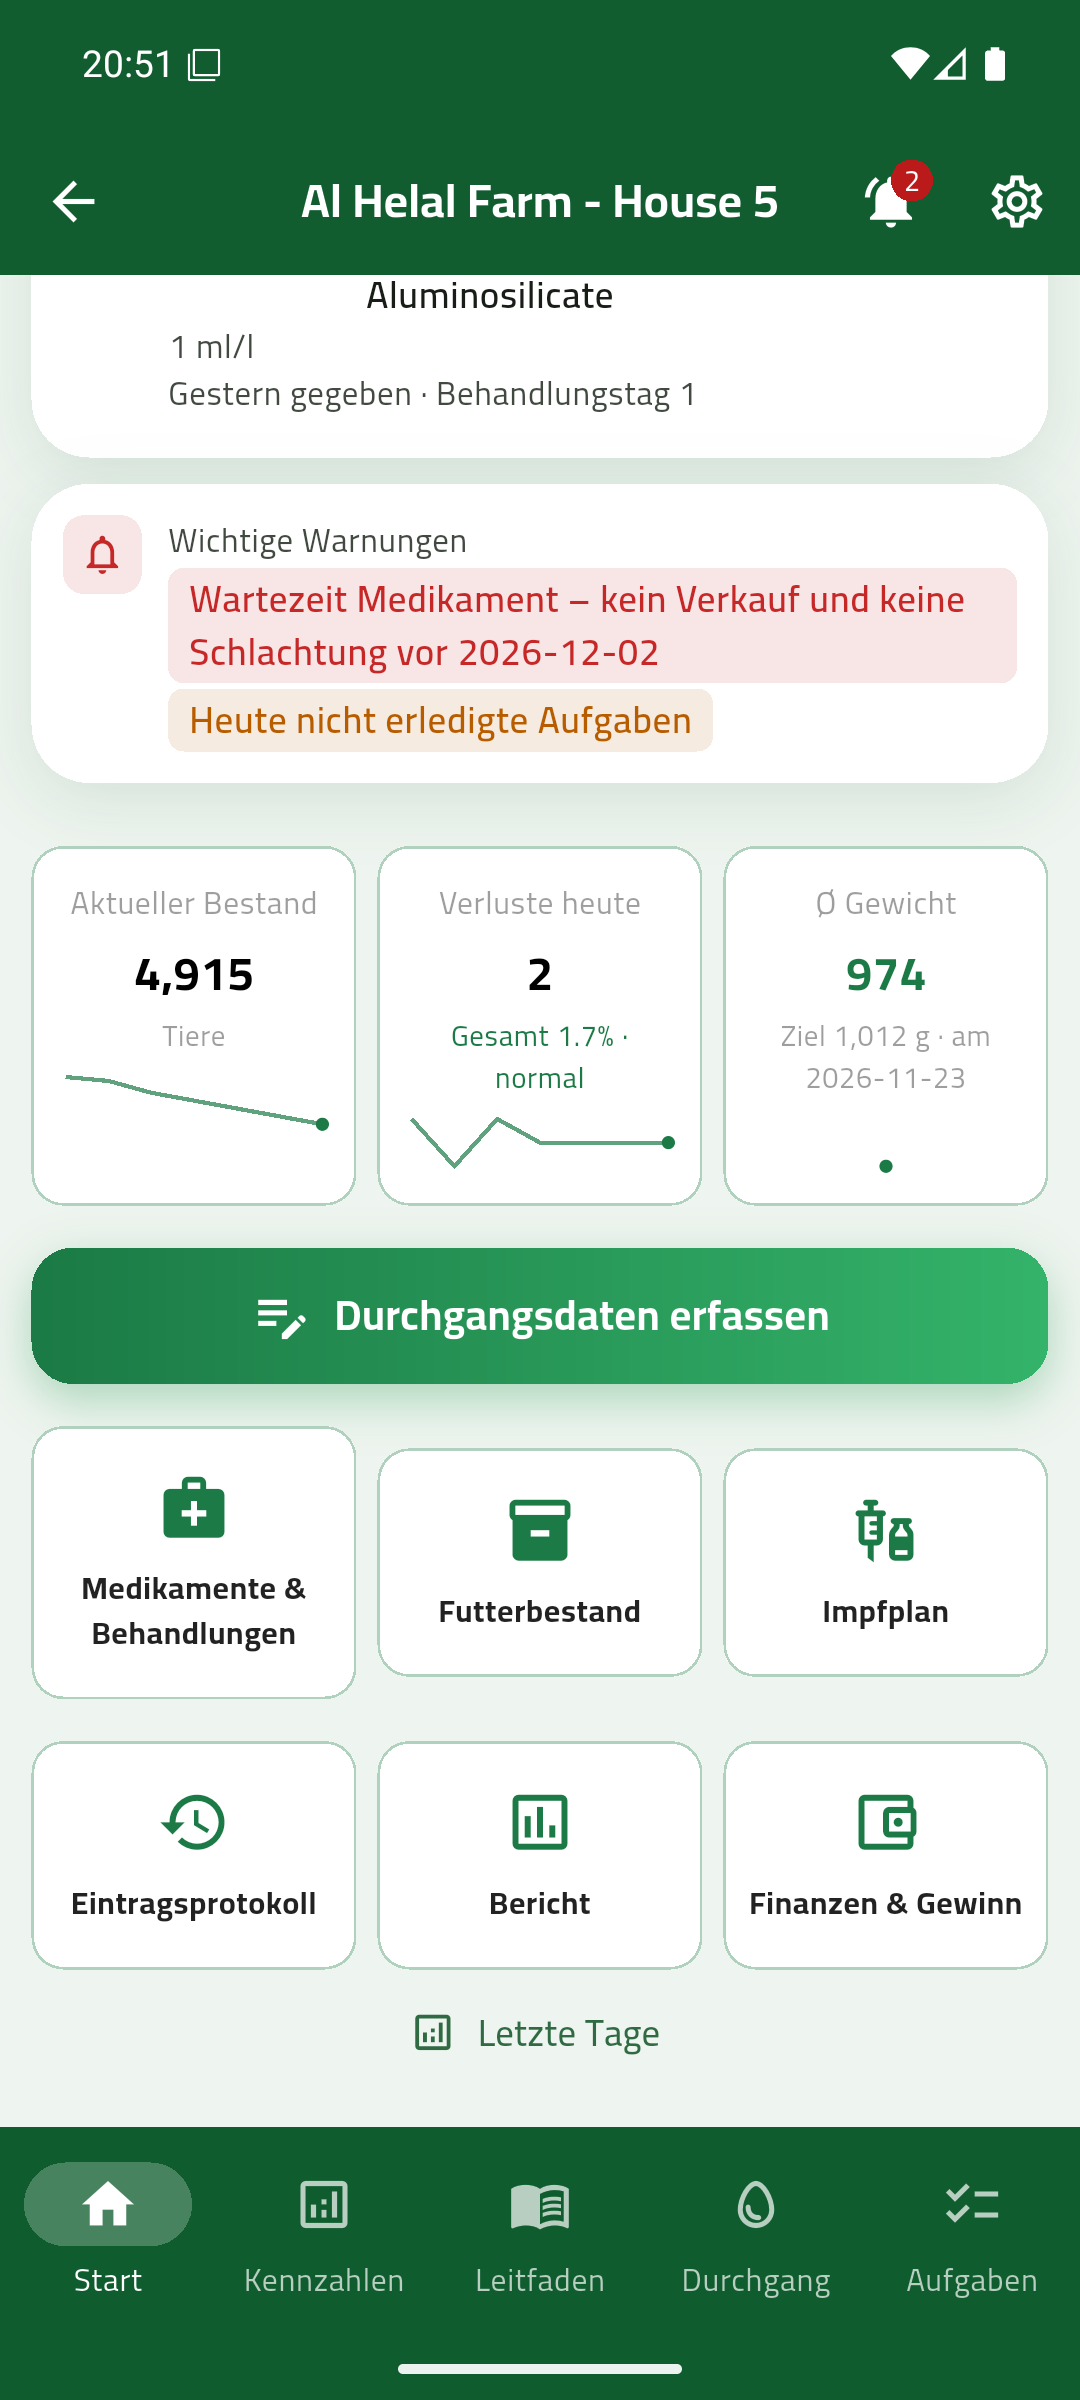 20:51
Al Helal Farm - House 5
2
Aluminosilicate
1 ml/l
Gestern gegeben · Behandlungstag 1
Wichtige Warnungen
Wartezeit Medikament – kein Verkauf und keine
Schlachtung vor 2026-12-02
Heute nicht erledigte Aufgaben
Aktueller Bestand
4,915
Tiere
Verluste heute
2
Gesamt 1.7% ·
normal
Ø Gewicht
974
Ziel 1,012 g · am
2026-11-23
Durchgangsdaten erfassen
Medikamente &
Behandlungen
Futterbestand
Impfplan
Eintragsprotokoll
Bericht
Finanzen & Gewinn
Letzte Tage
Start
Kennzahlen
Leitfaden
Durchgang
Aufgaben